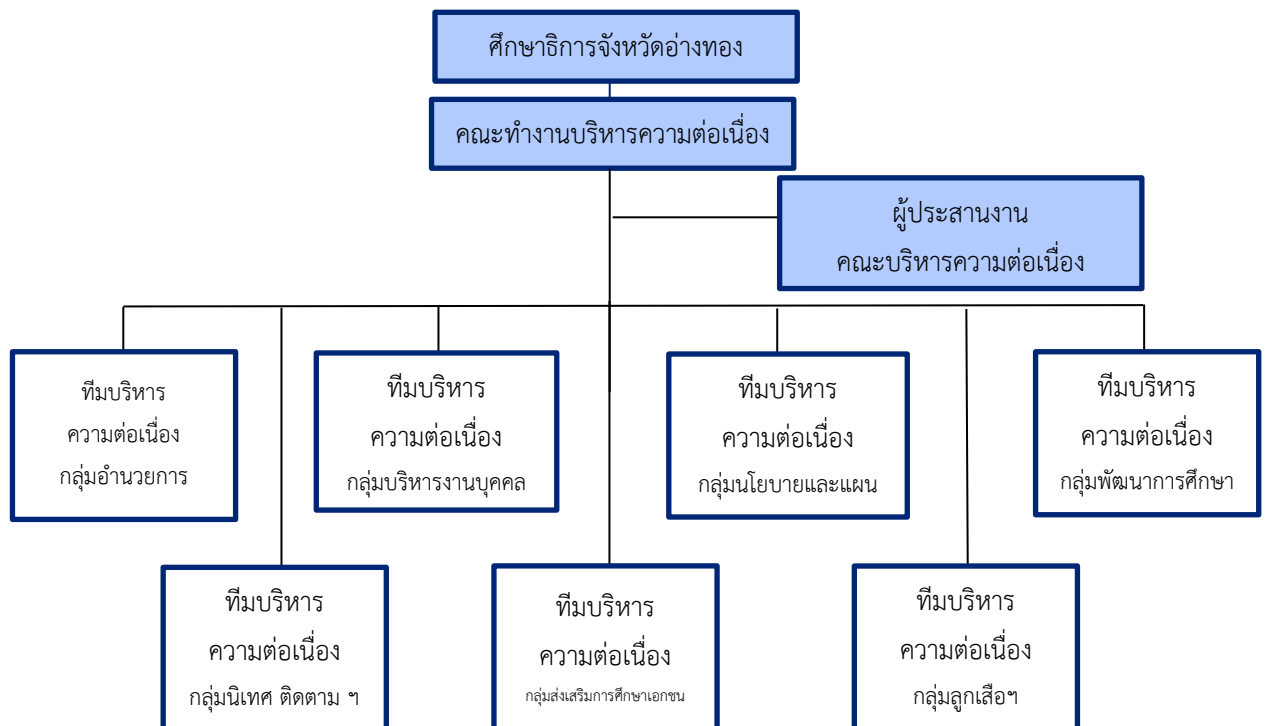 ศึกษาธิการจังหวัดอ่างทอง
คณะทำงานบริหารความต่อเนื่อง
ผู้ประสานงาน
คณะบริหารความต่อเนื่อง
ทีมบริหาร
ความต่อเนื่อง
กลุ่มอำนวยการ
ทีมบริหาร
ความต่อเนื่อง
กลุ่มบริหารงานบุคคล
ทีมบริหาร
ความต่อเนื่อง
กลุ่มนโยบายและแผน
ทีมบริหาร
ความต่อเนื่อง
กลุ่มพัฒนาการศึกษา
ทีมบริหาร
ความต่อเนื่อง
กลุ่มนิเทศ ติดตาม ฯ
ทีมบริหาร
ความต่อเนื่อง
กลุ่มส่งเสริมการศึกษาเอกชน
ทีมบริหาร
ความต่อเนื่อง
กลุ่มลูกเสือฯ